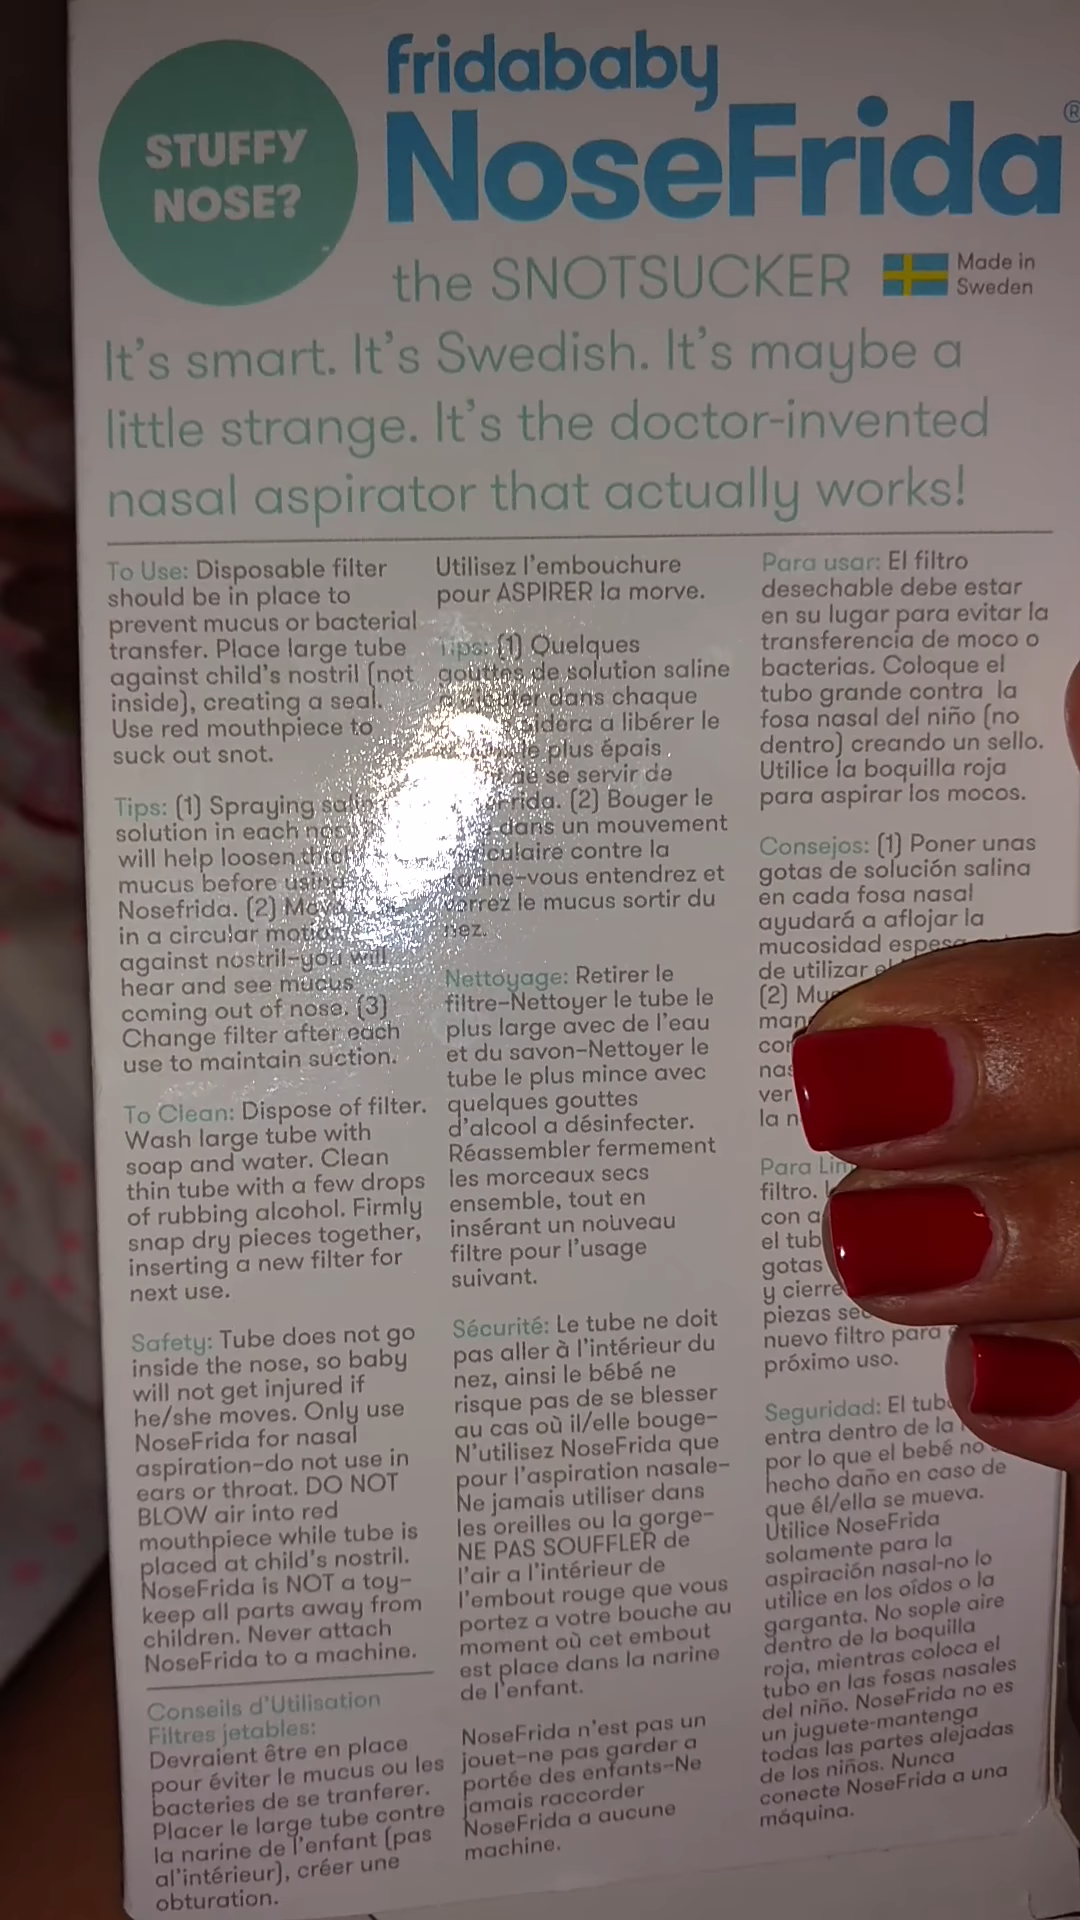 STUFFY
NOSE?
fridababy
NoseFrida®
the SNOTSUCKER
Made in
Sweden
It's smart. It's Swedish. It's maybe a
little strange. It's the doctor-invented
nasal aspirator that actually works!
To Use: Disposable filter
should be in place to
prevent mucus or bacterial
transfer. Place large tube
against child's nostril (not
inside), creating a seal.
Use red mouthpiece to
suck out snot.
Tips: (1) Spraying
solution in each
will help loosen
mucus before using
Nosefrida. (2)
in a circular motion
against nostril-you will
hear and see mucus
coming out of nose. (3)
Change filter after each
use to maintain suction.
To Clean: Dispose of filter.
Wash large tube with
soap and water. Clean
thin tube with a few drops
of rubbing alcohol. Firmly
snap dry pieces together,
inserting a new filter for
next use.
Safety: Tube does not go
inside the nose, so baby
will not get injured if
he/she moves. Only use
NoseFrida for nasal
aspiration-do not use in
ears or throat. DO NOT
BLOW air into red
mouthpiece while tube is
placed at child's nostril.
NoseFrida is NOT a toy-
keep all parts away from
children. Never attach
NoseFrida to a machine.
Conseils d'Utilisation
Filtres jetables:
Devraient être en place
pour éviter le mucus ou les
bacteries de se tranferer.
Placer le large tube contre
la narine de l'enfant (pas
al'intérieur), créer une
obturation.
Utilisez l'embouchure
pour ASPIRER la morve.
Tips: (1) Quelques
gouttes de solution saline
dans chaque
a libérer le
plus épais
se servir de
(2) Bouger le
dans un mouvement
contre la
entendrez et
verrez le mucus sortir du
nez.
Nettoyage: Retirer le
filtre-Nettoyer le tube le
plus large avec de l'eau
et du savon-Nettoyer le
tube le plus mince avec
quelques gouttes
d'alcool a désinfecter.
Réassembler fermement
les morceaux secs
ensemble, tout en
insérant un nouveau
filtre pour l'usage
suivant.
Sécurité: Le tube ne doit
pas aller à l'intérieur du
nez, ainsi le bébé ne
risque pas de se blesser
au cas où il/elle bouge-
N'utilisez NoseFrida que
pour l'aspiration nasale-
Ne jamais utiliser dans
les oreilles ou la gorge-
NE PAS SOUFFLER de
l'air a l'intérieur de
l'embout rouge que vous
portez a votre bouche au
moment où cet embout
est place dans la narine
de l'enfant.
NoseFrida n'est pas un
jouet-ne pas garder a
portée des enfants-Ne
jamais raccorder
NoseFrida a aucune
machine.
Para usar: El filtro
desechable debe estar
en su lugar para evitar la
transferencia de moco o
bacterias. Coloque el
tubo grande contra la
fosa nasal del niño (no
dentro) creando un sello.
Utilice la boquilla roja
para aspirar los mocos.
Consejos: (1) Poner unas
gotas de solución salina
en cada fosa nasal
ayudará a aflojar la
mucosidad espesa
de utilizar
(2)
ver
la
Para
filtro.
con
el
gotas
y cierre
piezas
nuevo filtro para
próximo uso.
Seguridad: El tubo
entra dentro de la
por lo que el bebé no
hecho daño en caso de
que él/ella se mueva.
Utilice NoseFrida
solamente para la
aspiración nasal-no lo
utilice en los oídos o la
garganta. No sople aire
dentro de la boquilla
roja, mientras coloca el
tubo en las fosas nasales
del niño. NoseFrida no es
un juguete-mantenga
todas las partes alejadas
de los niños. Nunca
conecte NoseFrida a una
máquina.